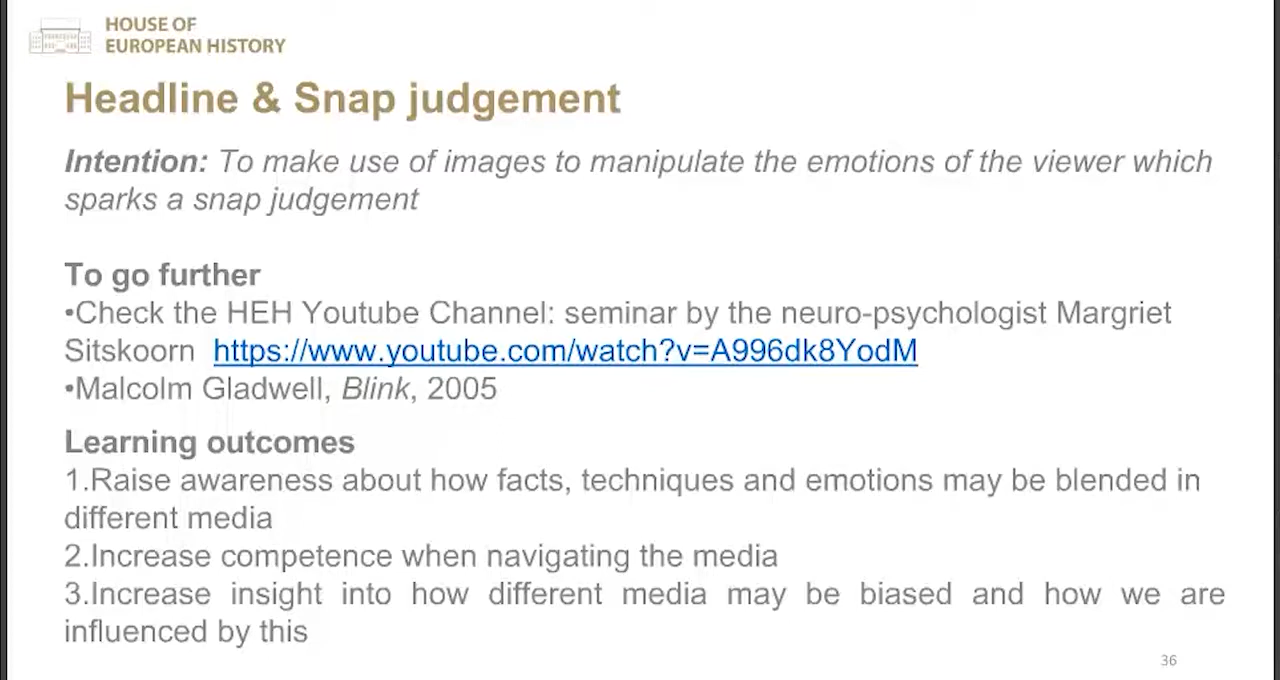 HOUSE OF
EUROPEAN HISTORY
Headline & Snap judgement
Intention: To make use of images to manipulate the emotions of the viewer which
sparks a snap judgement
To go further
•Check the HEH Youtube Channel: seminar by the neuro-psychologist Margriet
Sitskoorn https://www.youtube.com/watch?v=A996dk8YodM
•Malcolm Gladwell, Blink, 2005
Learning outcomes
1.Raise awareness about how facts, techniques and emotions may be blended in
different media
2.Increase competence when navigating the media
3.Increase insight into how different media may be biased and how we are
influenced by this
36